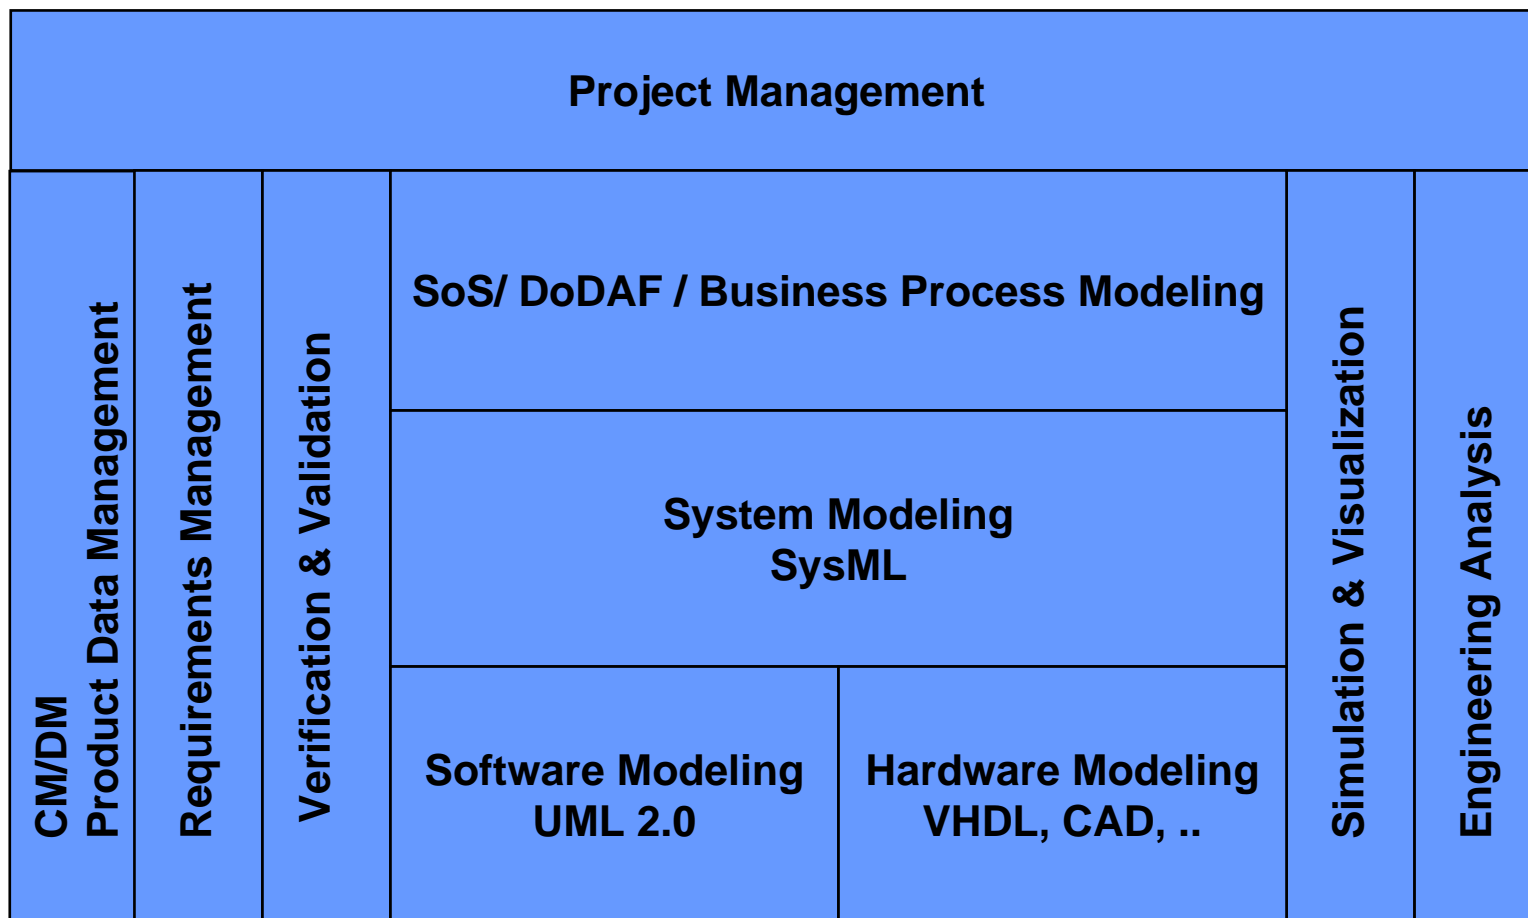 Project Management
CM/DM
Product Data Management
Requirements Management
Verification & Validation
SoS/ DoDAF / Business Process Modeling
System Modeling
SysML
Software Modeling
UML 2.0
Hardware Modeling
VHDL, CAD, ..
Simulation & Visualization
Engineering Analysis